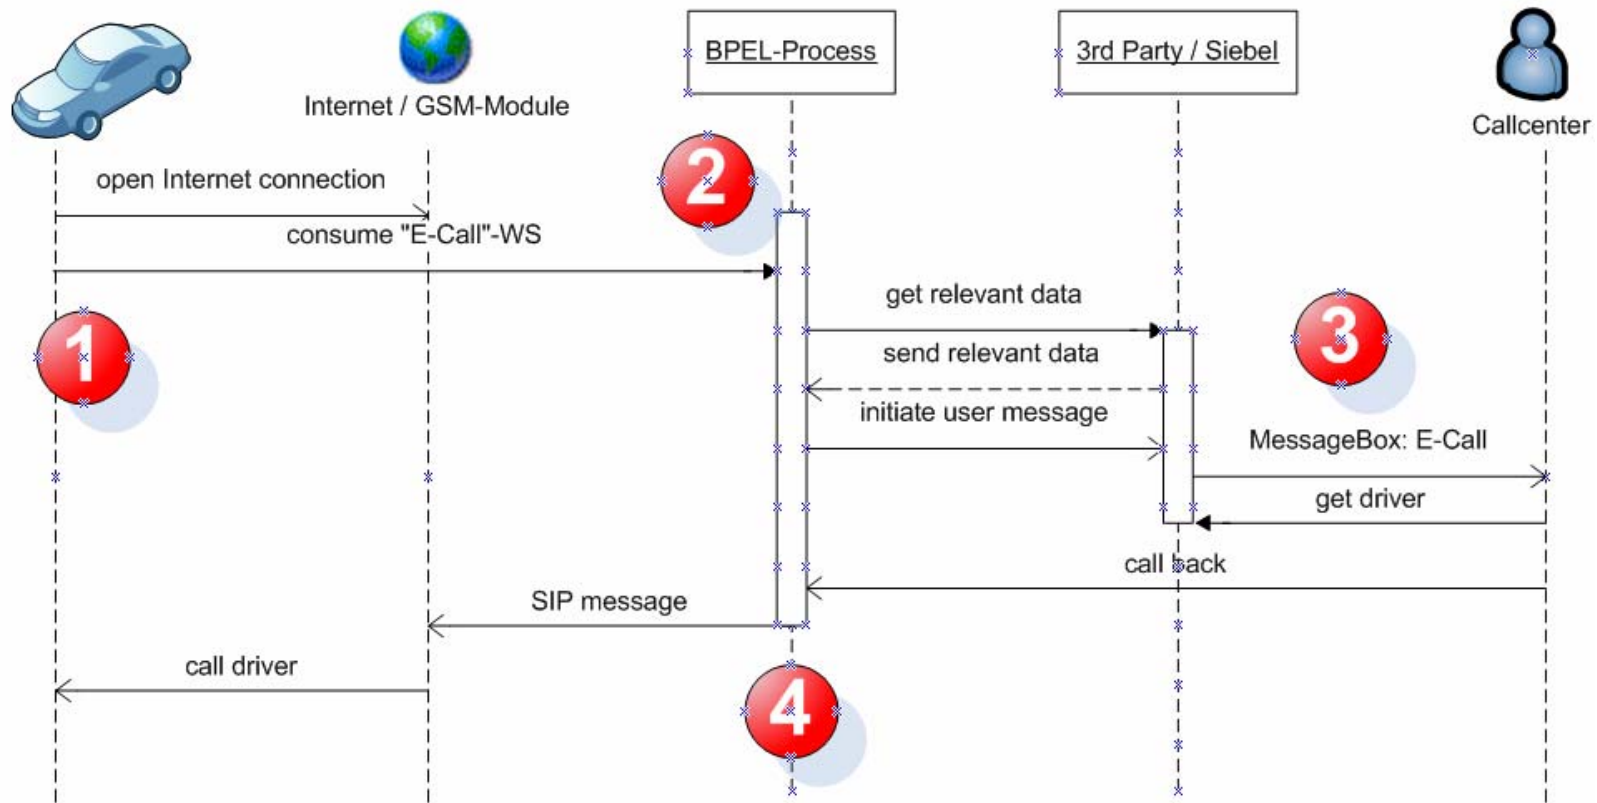 BPEL-Process
3rd Party / Siebel
Internet / GSM-Module
Callcenter
2
open Internet connection
consume "E-Call"-WS
get relevant data
1
3
send relevant data
initiate user message
MessageBox: E-Call
get driver
call back
SIP message
call driver
4